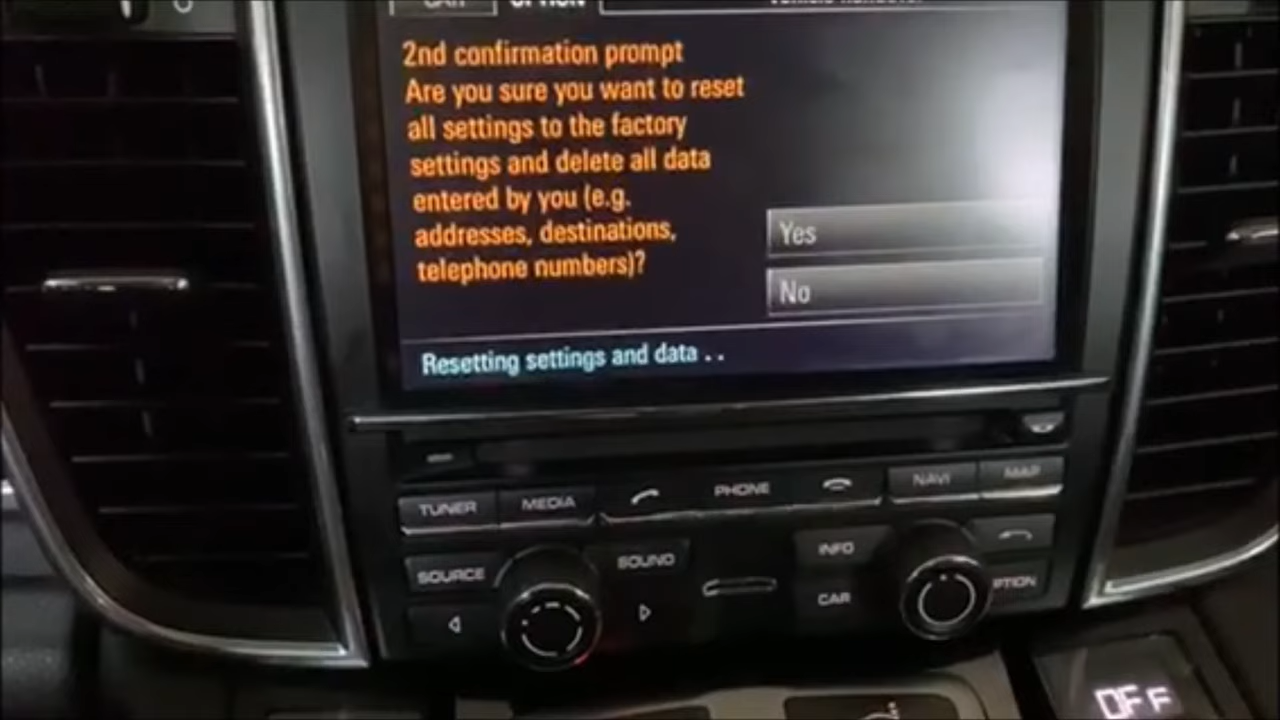 OPTION
2nd confirmation prompt
Are you sure you want to reset
all settings to the factory
settings and delete all data
entered by you (e.g.
addresses, destinations,
telephone numbers)?
Yes
No
Resetting settings and data . .
TUNER MEDIA PHONE NAVI MAP
SOURCE SOUND INFO
CAR PTION
OFF